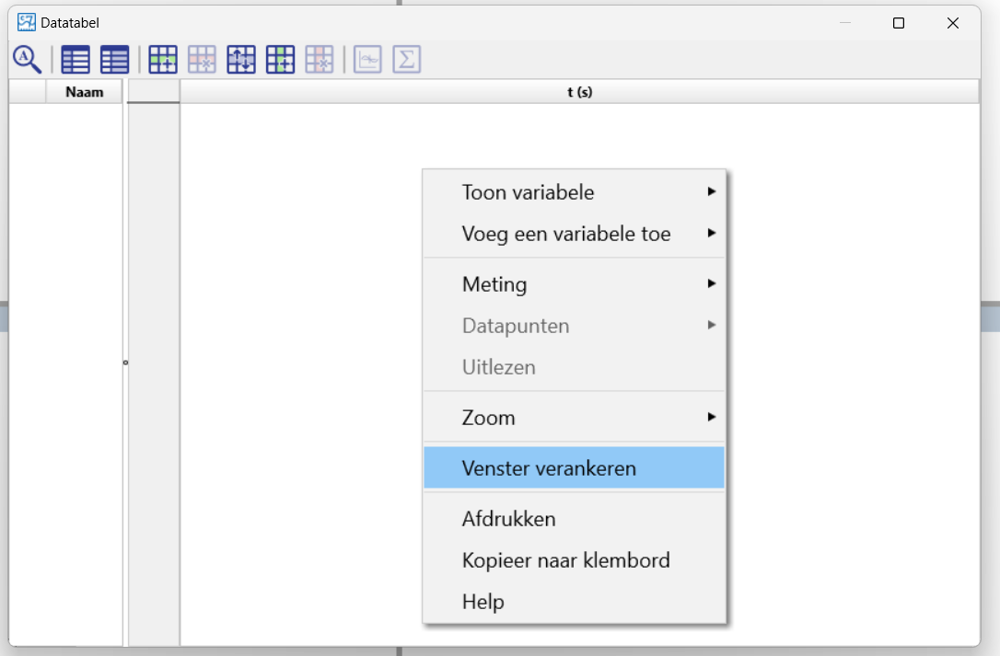 Datatabel
Naam
t (s)
Toon variabele
Voeg een variabele toe
Meting
Datapunten
Uitlezen
Zoom
Venster verankeren
Afdrukken
Kopieer naar klembord
Help